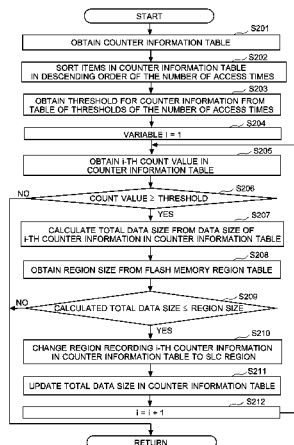 START
S201
OBTAIN COUNTER INFORMATION TABLE
S202
SORT ITEMS IN COUNTER INFORMATION TABLE
IN DESCENDING ORDER OF THE NUMBER OF ACCESS TIMES
S203
OBTAIN THRESHOLD FOR COUNTER INFORMATION FROM
TABLE OF THRESHOLDS OF THE NUMBER OF ACCESS TIMES
S204
VARIABLE i = 1
S205
OBTAIN i-TH COUNT VALUE IN
COUNTER INFORMATION TABLE
S206
NO
COUNT VALUE ≥ THRESHOLD
YES
S207
CALCULATE TOTAL DATA SIZE FROM DATA SIZE OF
i-TH COUNTER INFORMATION IN COUNTER INFORMATION TABLE
S208
OBTAIN REGION SIZE FROM FLASH MEMORY REGION TABLE
S209
NO
CALCULATED TOTAL DATA SIZE ≤ REGION SIZE
YES
S210
CHANGE REGION RECORDING i-TH COUNTER INFORMATION
IN COUNTER INFORMATION TABLE TO SLC REGION
S211
UPDATE TOTAL DATA SIZE IN COUNTER INFORMATION TABLE
S212
i = i + 1
RETURN